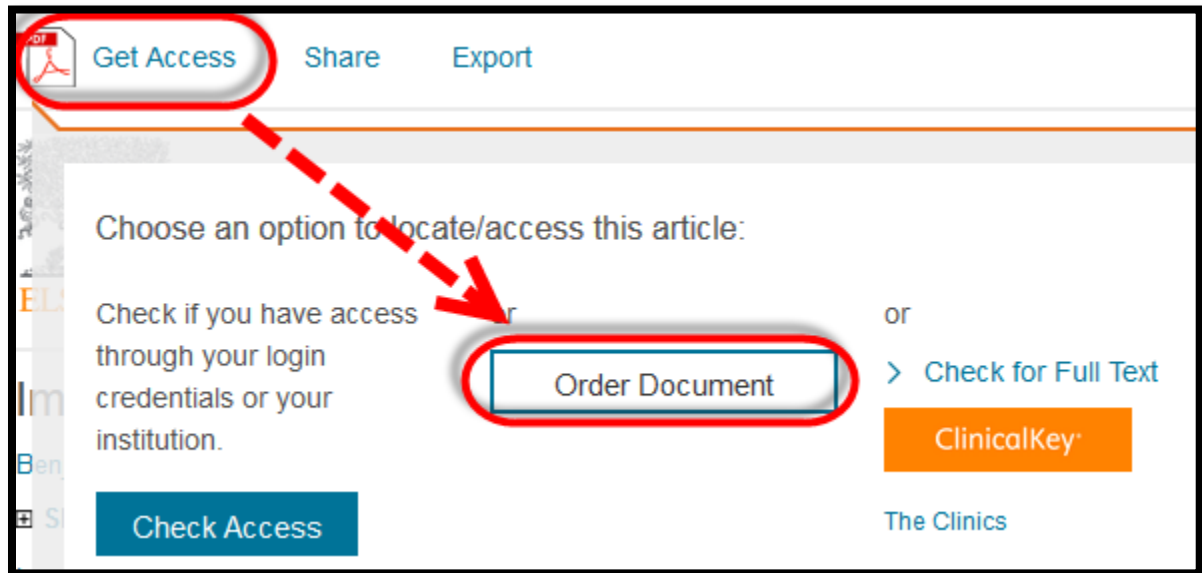 PDF
Get Access Share Export
Choose an option to locate/access this article:
Check if you have access
through your login
credentials or your
institution.
Check Access
Order Document
or
> Check for Full Text
ClinicalKey
The Clinics